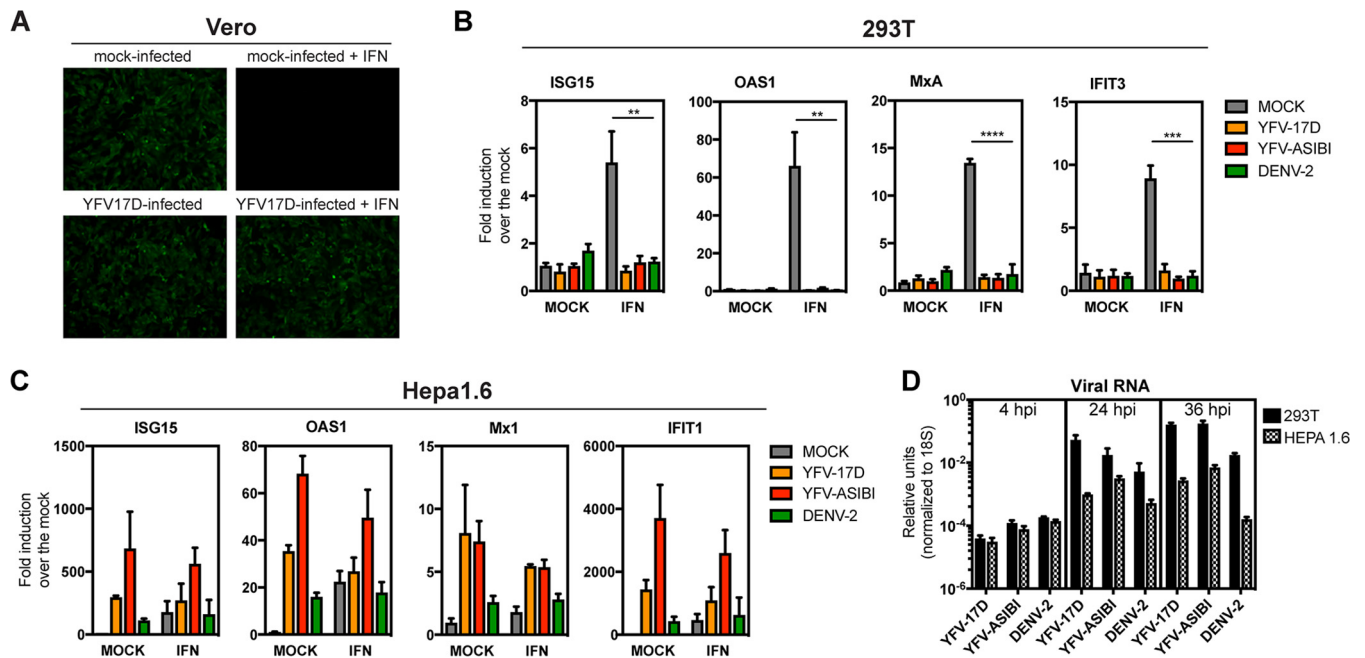 A
Vero
mock-infected
mock-infected + IFN
YFV17D-infected
YFV17D-infected + IFN
B
293T
ISG15
OAS1
MxA
IFIT3
Fold induction
over the mock
8
6
4
2
0
**
MOCK
IFN
100
80
60
40
20
0
**
MOCK
IFN
20
15
10
5
0
****
MOCK
IFN
15
10
5
0
***
MOCK
IFN
MOCK
YFV-17D
YFV-ASIBI
DENV-2
C
Hepa1.6
ISG15
OAS1
Mx1
IFIT1
Fold induction
over the mock
1500
1000
500
0
MOCK
IFN
80
60
40
20
0
MOCK
IFN
15
10
5
0
MOCK
IFN
6000
4000
2000
0
MOCK
IFN
MOCK
YFV-17D
YFV-ASIBI
DENV-2
D
Viral RNA
Relative units
(normalized to 18S)
10⁰
10⁻²
10⁻⁴
10⁻⁶
4 hpi
24 hpi
36 hpi
293T
HEPA 1.6
YFV-17D
YFV-ASIBI
DENV-2
YFV-17D
YFV-ASIBI
DENV-2
YFV-17D
YFV-ASIBI
DENV-2